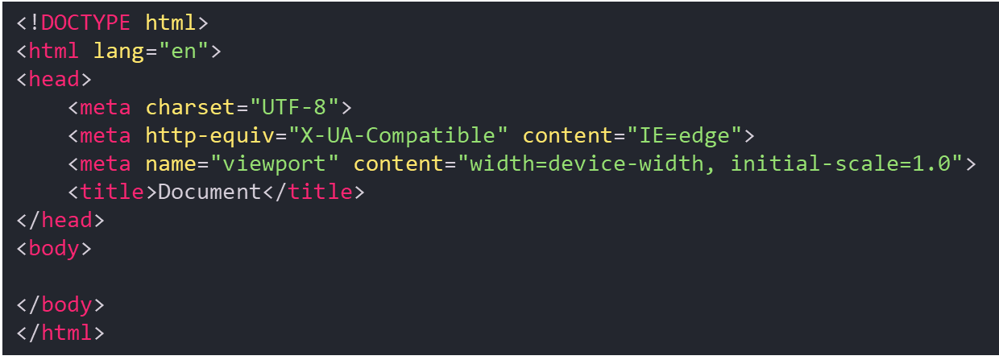 <!DOCTYPE html>
<html lang="en">
<head>
    <meta charset="UTF-8">
    <meta http-equiv="X-UA-Compatible" content="IE=edge">
    <meta name="viewport" content="width=device-width, initial-scale=1.0">
    <title>Document</title>
</head>
<body>

</body>
</html>